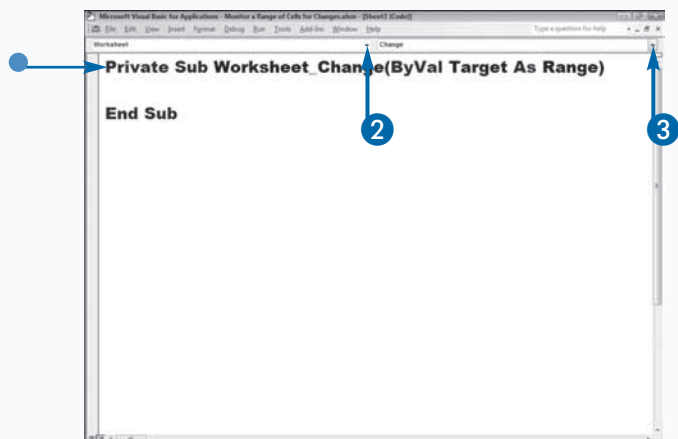 Microsoft Visual Basic for Applications - Monitor a Range of Cells for Changes.xlsm - [Sheet1 (Code)]
File Edit View Insert Format Debug Run Tools Add-Ins Window Help Type a question for help
Worksheet Change
Private Sub Worksheet_Change(ByVal Target As Range)
End Sub
2 3